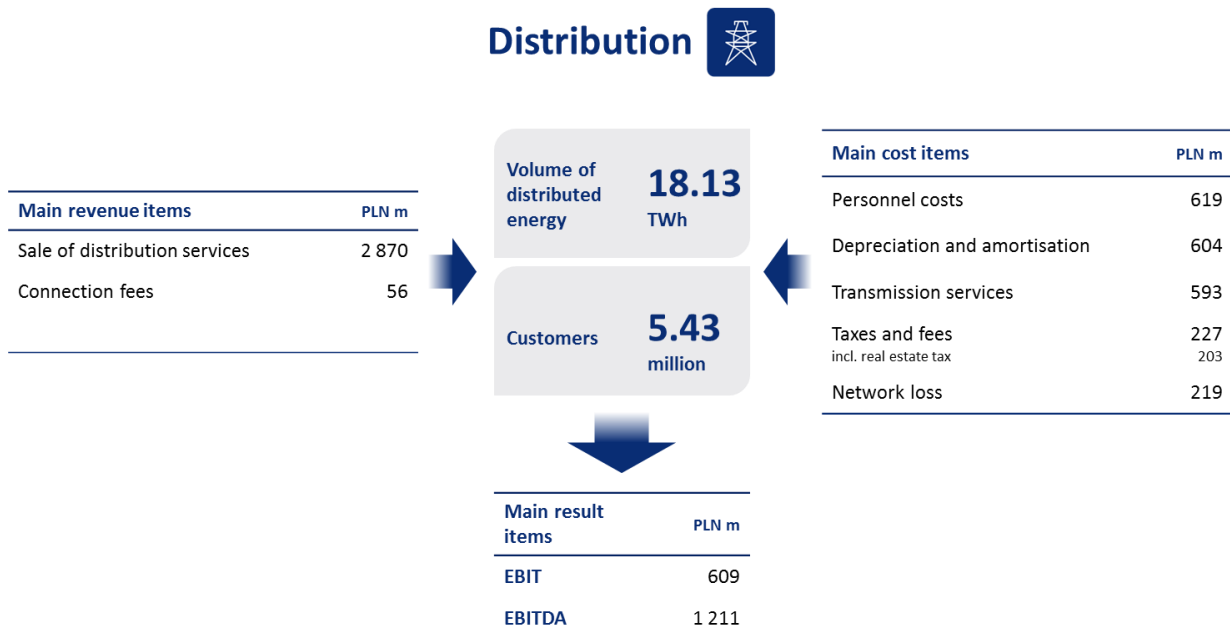 Distribution
Main revenue items PLN m
Sale of distribution services 2 870
Connection fees 56
Volume of
distributed
energy
18.13
TWh
Customers
5.43
million
Main cost items PLN m
Personnel costs 619
Depreciation and amortisation 604
Transmission services 593
Taxes and fees 227
incl. real estate tax 203
Network loss 219
Main result
items
PLN m
EBIT 609
EBITDA 1 211